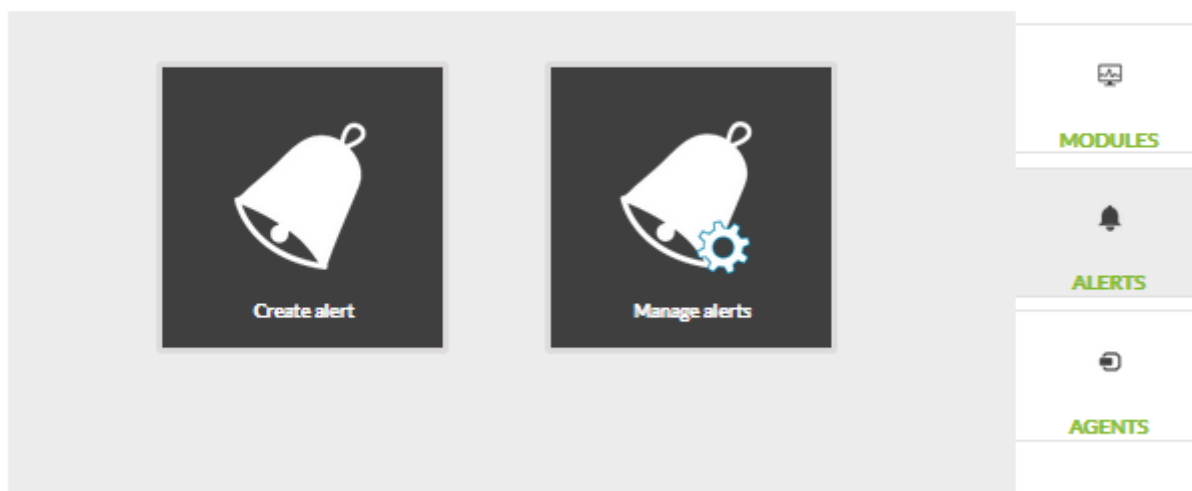 Create alert
Manage alerts
MODULES
ALERTS
AGENTS